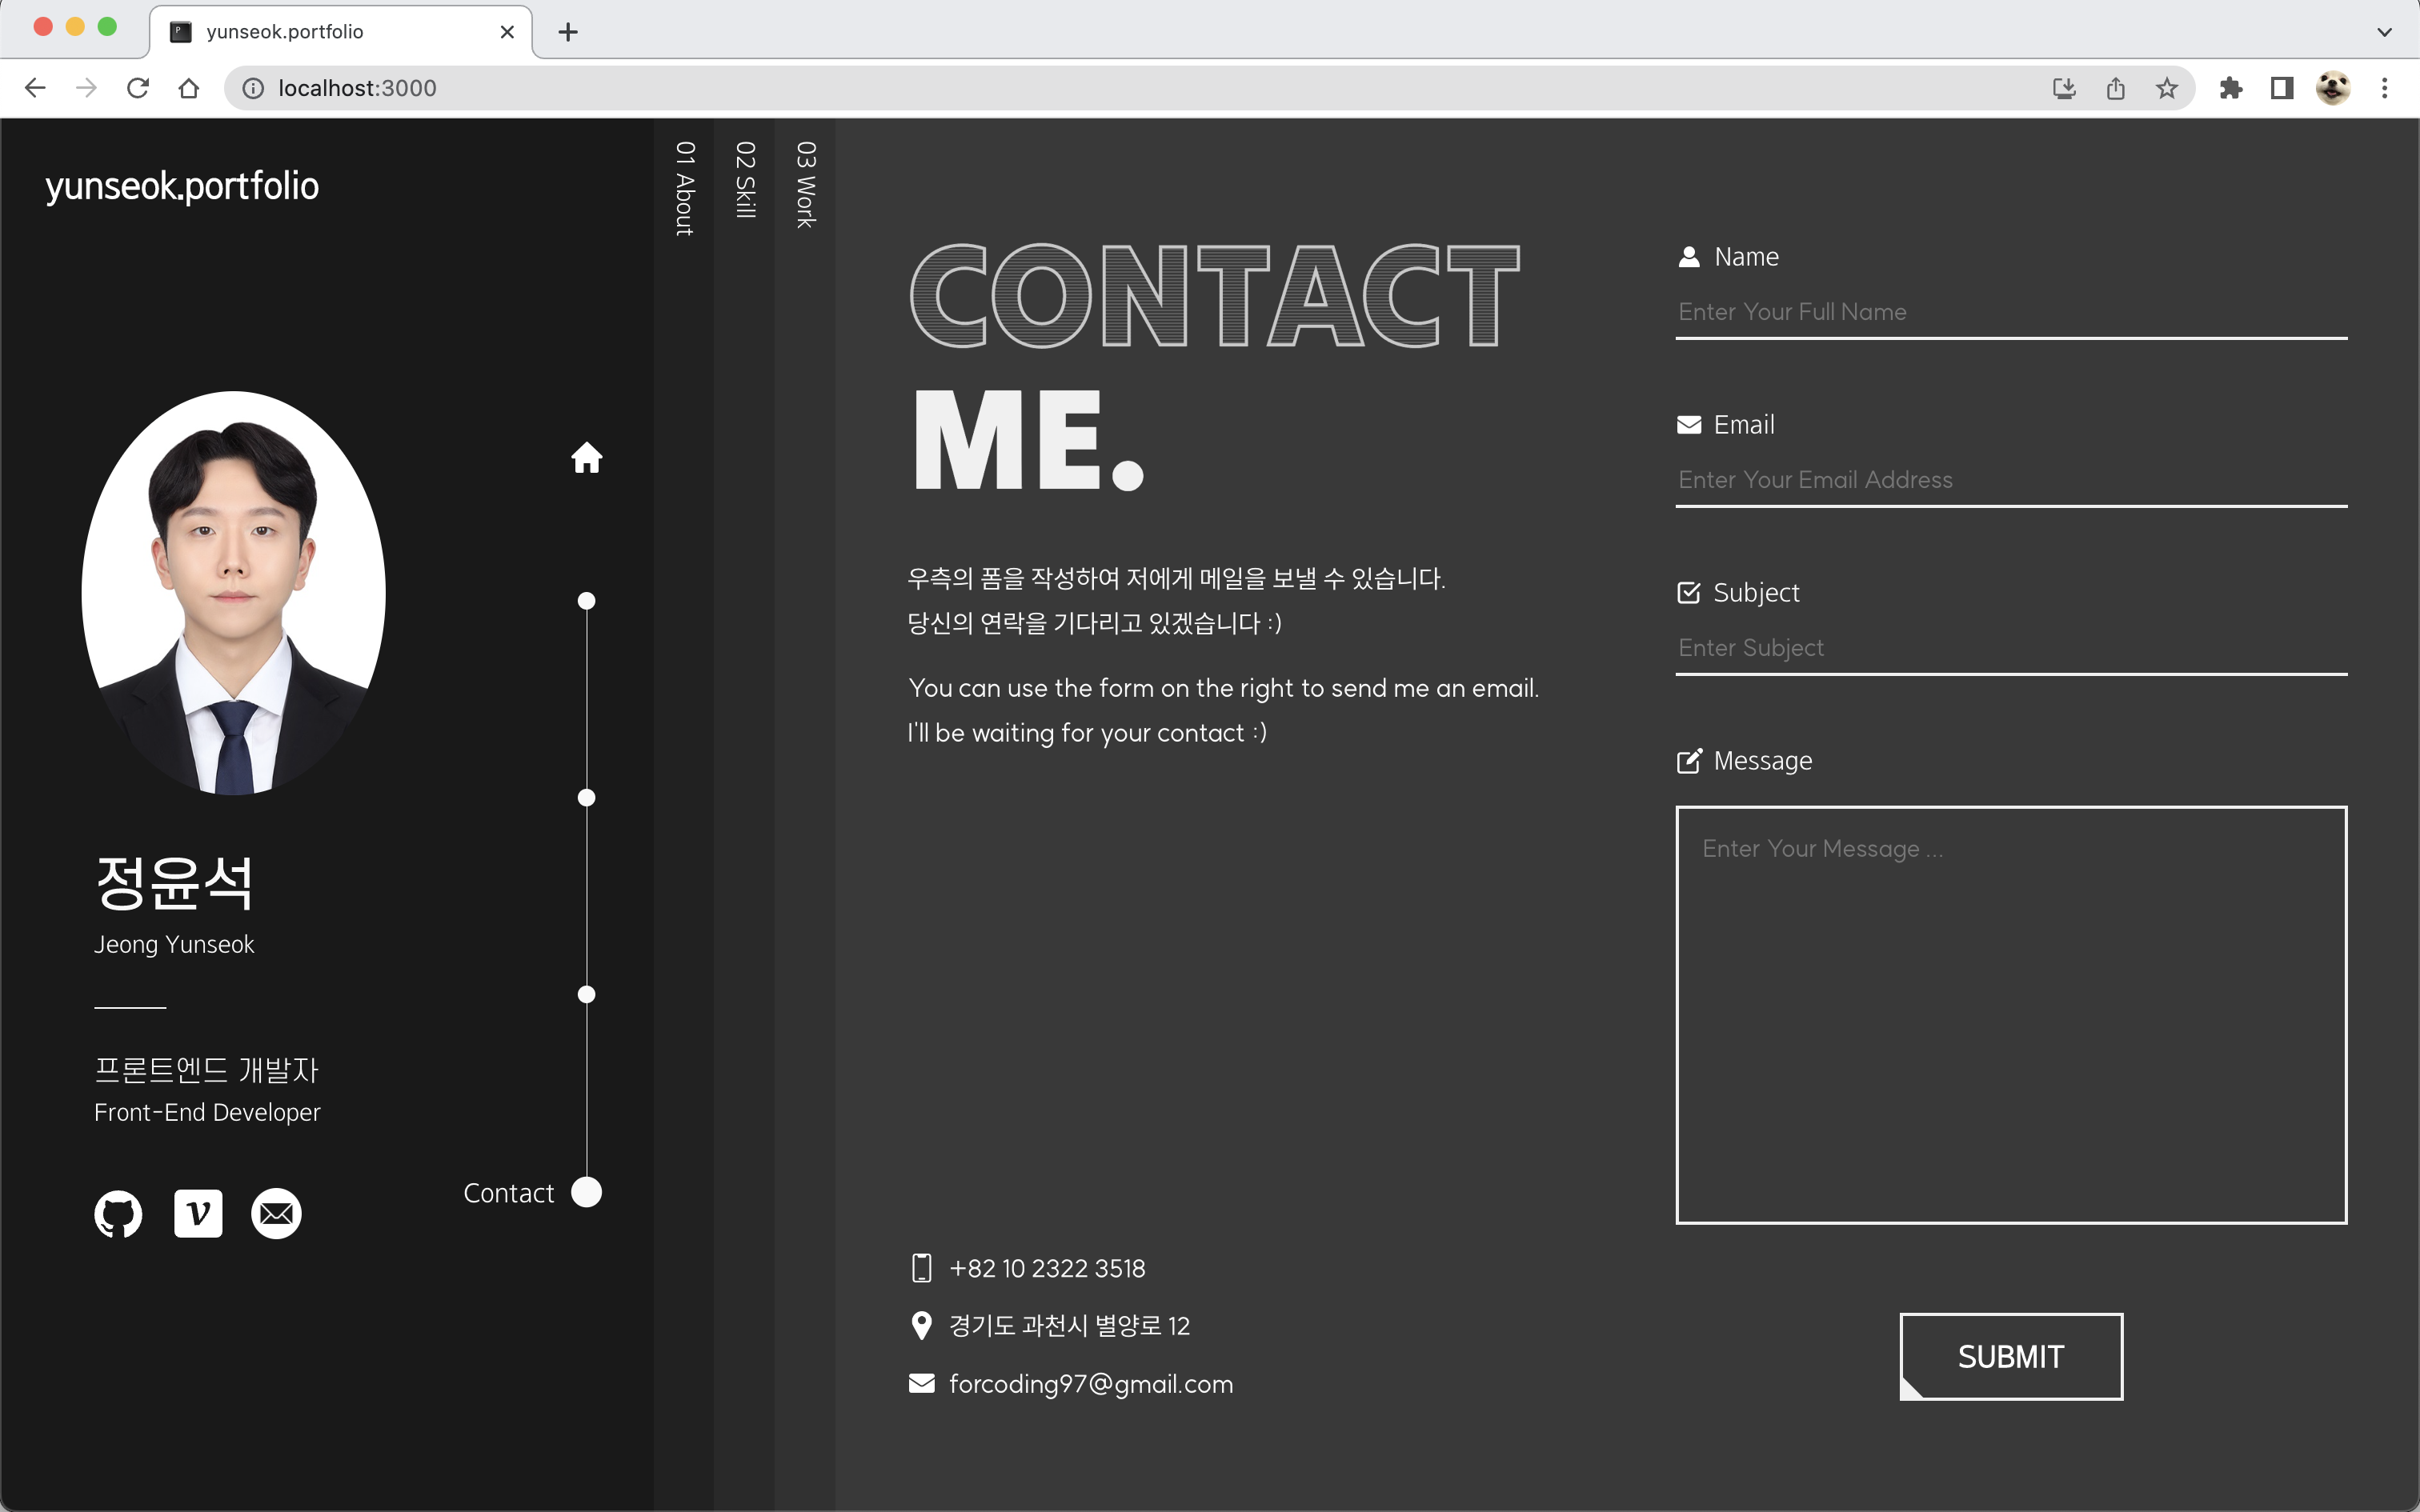 yunseok.portfolio
localhost:3000
yunseok.portfolio
정윤석
Jeong Yunseok
프론트엔드 개발자
Front-End Developer
Contact
01 About
02 Skill
03 Work
CONTACT
ME.
우측의 폼을 작성하여 저에게 메일을 보낼 수 있습니다.
당신의 연락을 기다리고 있겠습니다 :)
You can use the form on the right to send me an email.
I'll be waiting for your contact :)
+82 10 2322 3518
경기도 과천시 별양로 12
forcoding97@gmail.com
Name
Enter Your Full Name
Email
Enter Your Email Address
Subject
Enter Subject
Message
Enter Your Message ...
SUBMIT